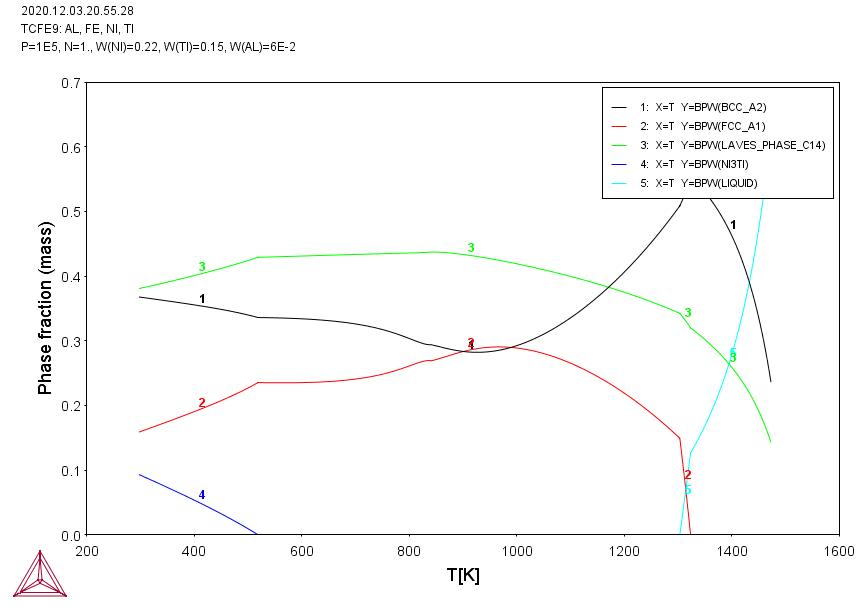 2020.12.03.20.55.28
TCFE9: AL, FE, NI, TI
P=1E5, N=1., W(NI)=0.22, W(TI)=0.15, W(AL)=6E-2
0.7
0.6
0.5
0.4
0.3
0.2
0.1
0.0
Phase fraction (mass)
1: X=T Y=BPW(BCC_A2)
2: X=T Y=BPW(FCC_A1)
3: X=T Y=BPW(LAVES_PHASE_C14)
4: X=T Y=BPW(NI3TI)
5: X=T Y=BPW(LIQUID)
1
3
3
1
3
2
5
3
2
2
5
4
200 400 600 800 1000 1200 1400 1600
T[K]